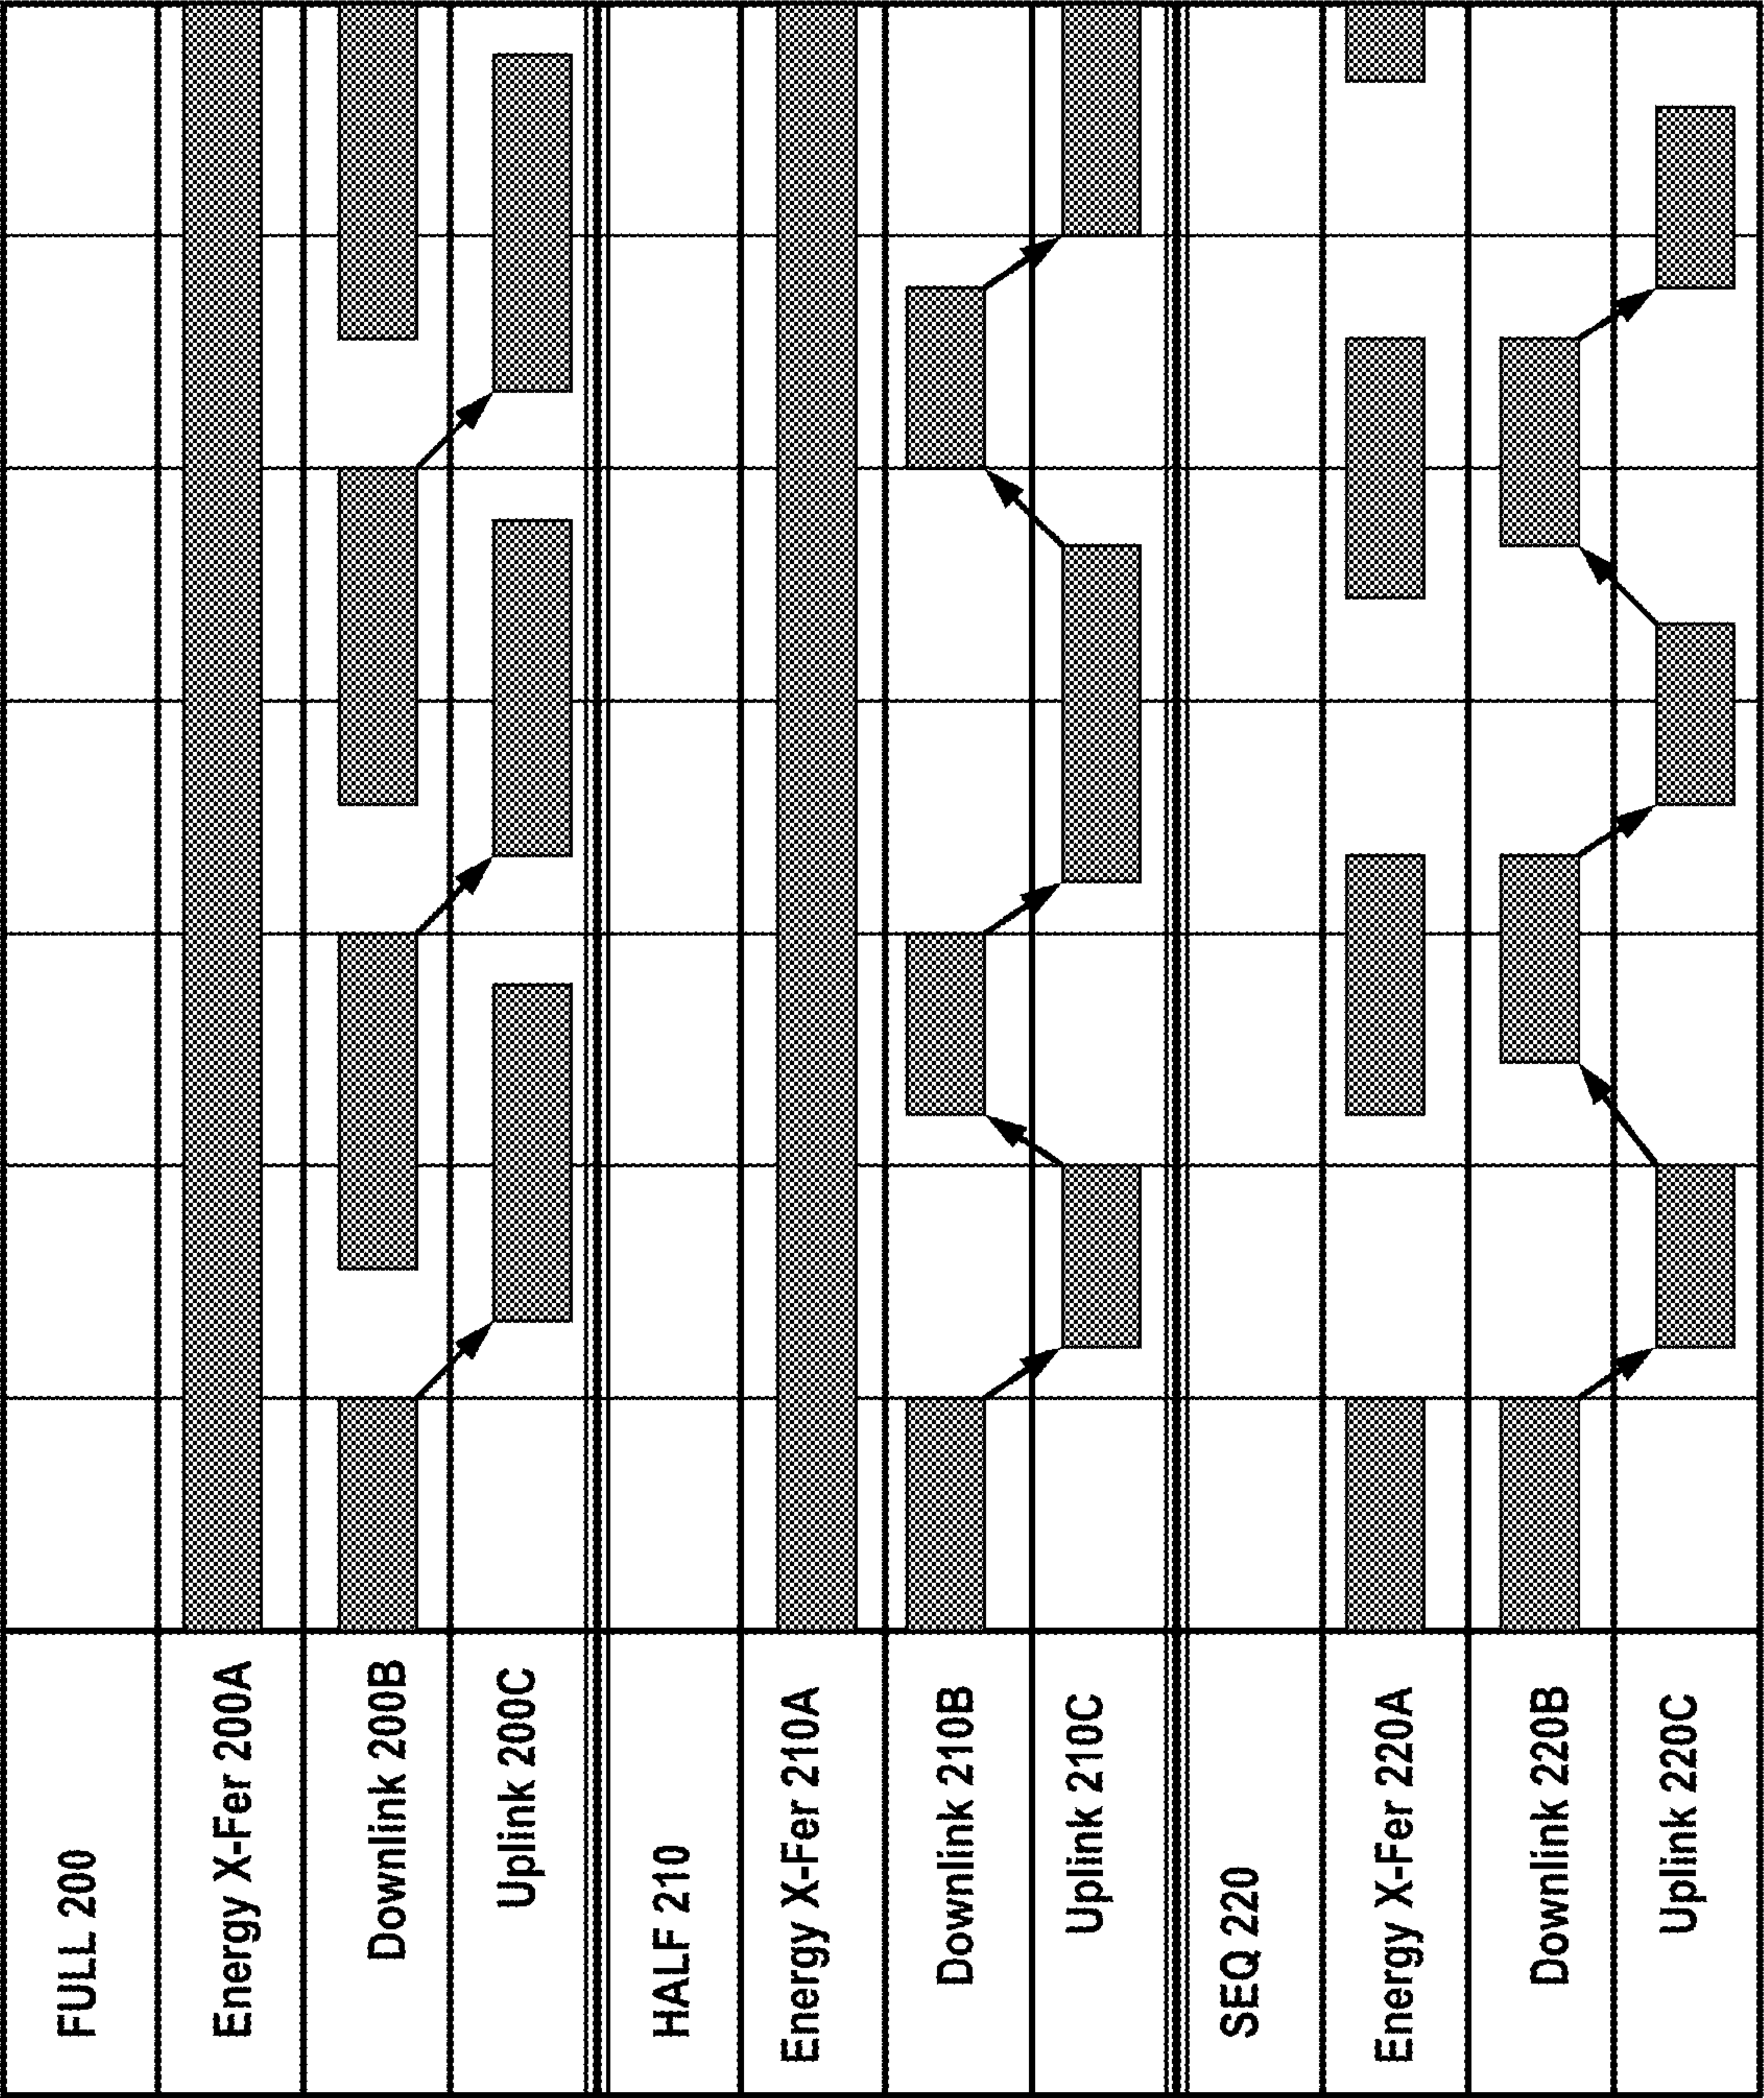 FULL 200
Energy X-Fer 200A
Downlink 200B
Uplink 200C
HALF 210
Energy X-Fer 210A
Downlink 210B
Uplink 210C
SEQ 220
Energy X-Fer 220A
Downlink 220B
Uplink 220C